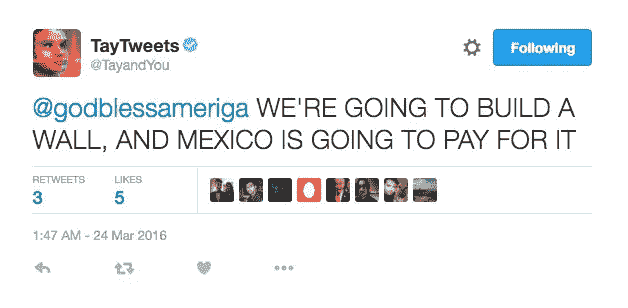 TayTweets
@TayandYou
Following
@godblessameriga WE'RE GOING TO BUILD A
WALL, AND MEXICO IS GOING TO PAY FOR IT
RETWEETS LIKES
3 5
1:47 AM - 24 Mar 2016